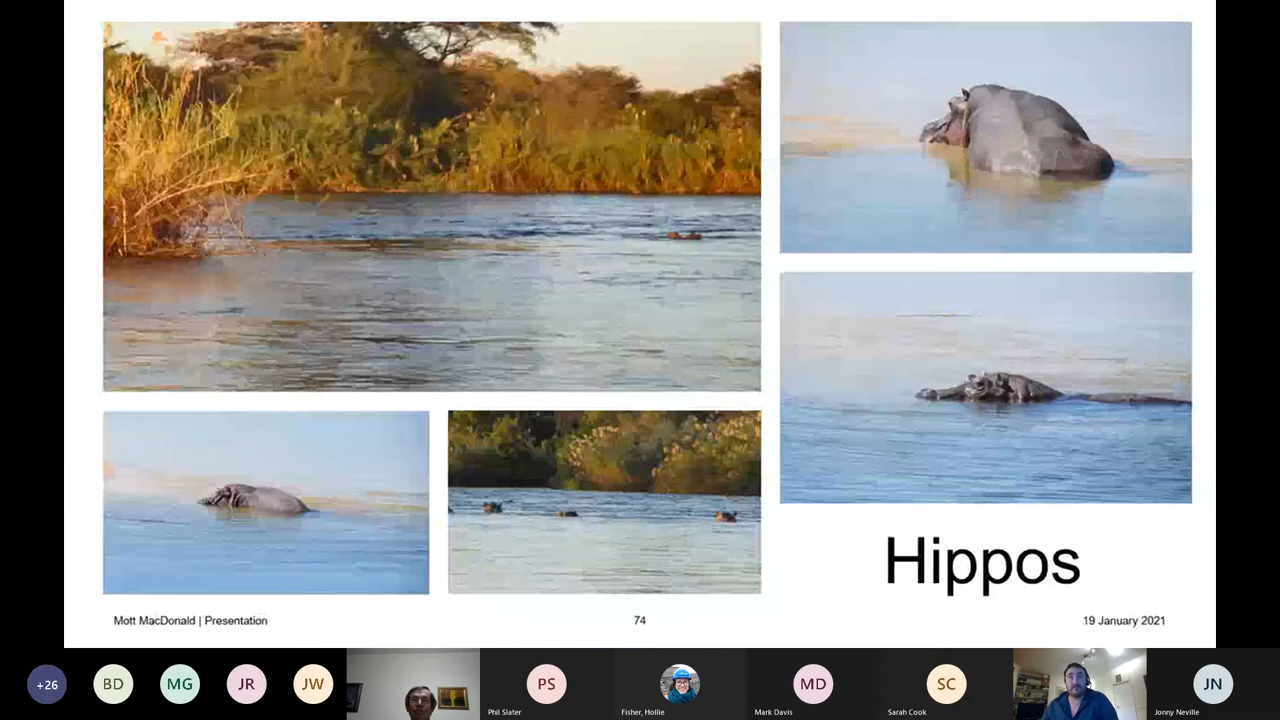 Hippos
Mott MacDonald | Presentation
74
19 January 2021
+26
BD
MG
JR
JW
PS
Phil Slater
Fisher, Hollie
MD
Mark Davis
SC
Sarah Cook
JN
Jonny Neville